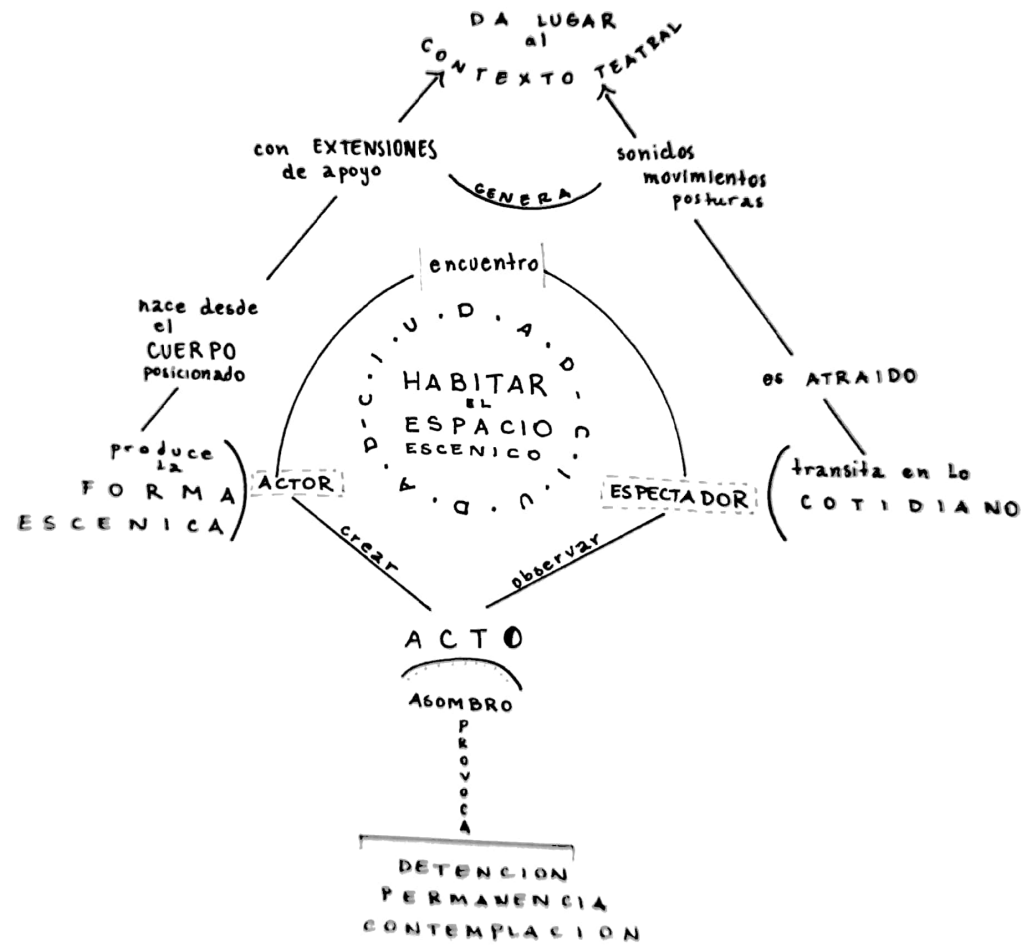 DA LUGAR
al
CONTEXTO TEATRAL
con EXTENSIONES
de apoyo
GENERA
sonidos
movimientos
posturas
encuentro
nace desde
el
CUERPO
posicionado
C.I.U.D.A.D-C.I.U.D.A.D-
HABITAR
EL
ESPACIO
ESCENICO
es ATRAIDO
produce
la
FORMA
ESCENICA
ACTOR
ESPECTADOR
transita en lo
COTIDIANO
crear
observar
ACTO
ASOMBRO
PROVOCA
DETENCION
PERMANENCIA
CONTEMPLACION